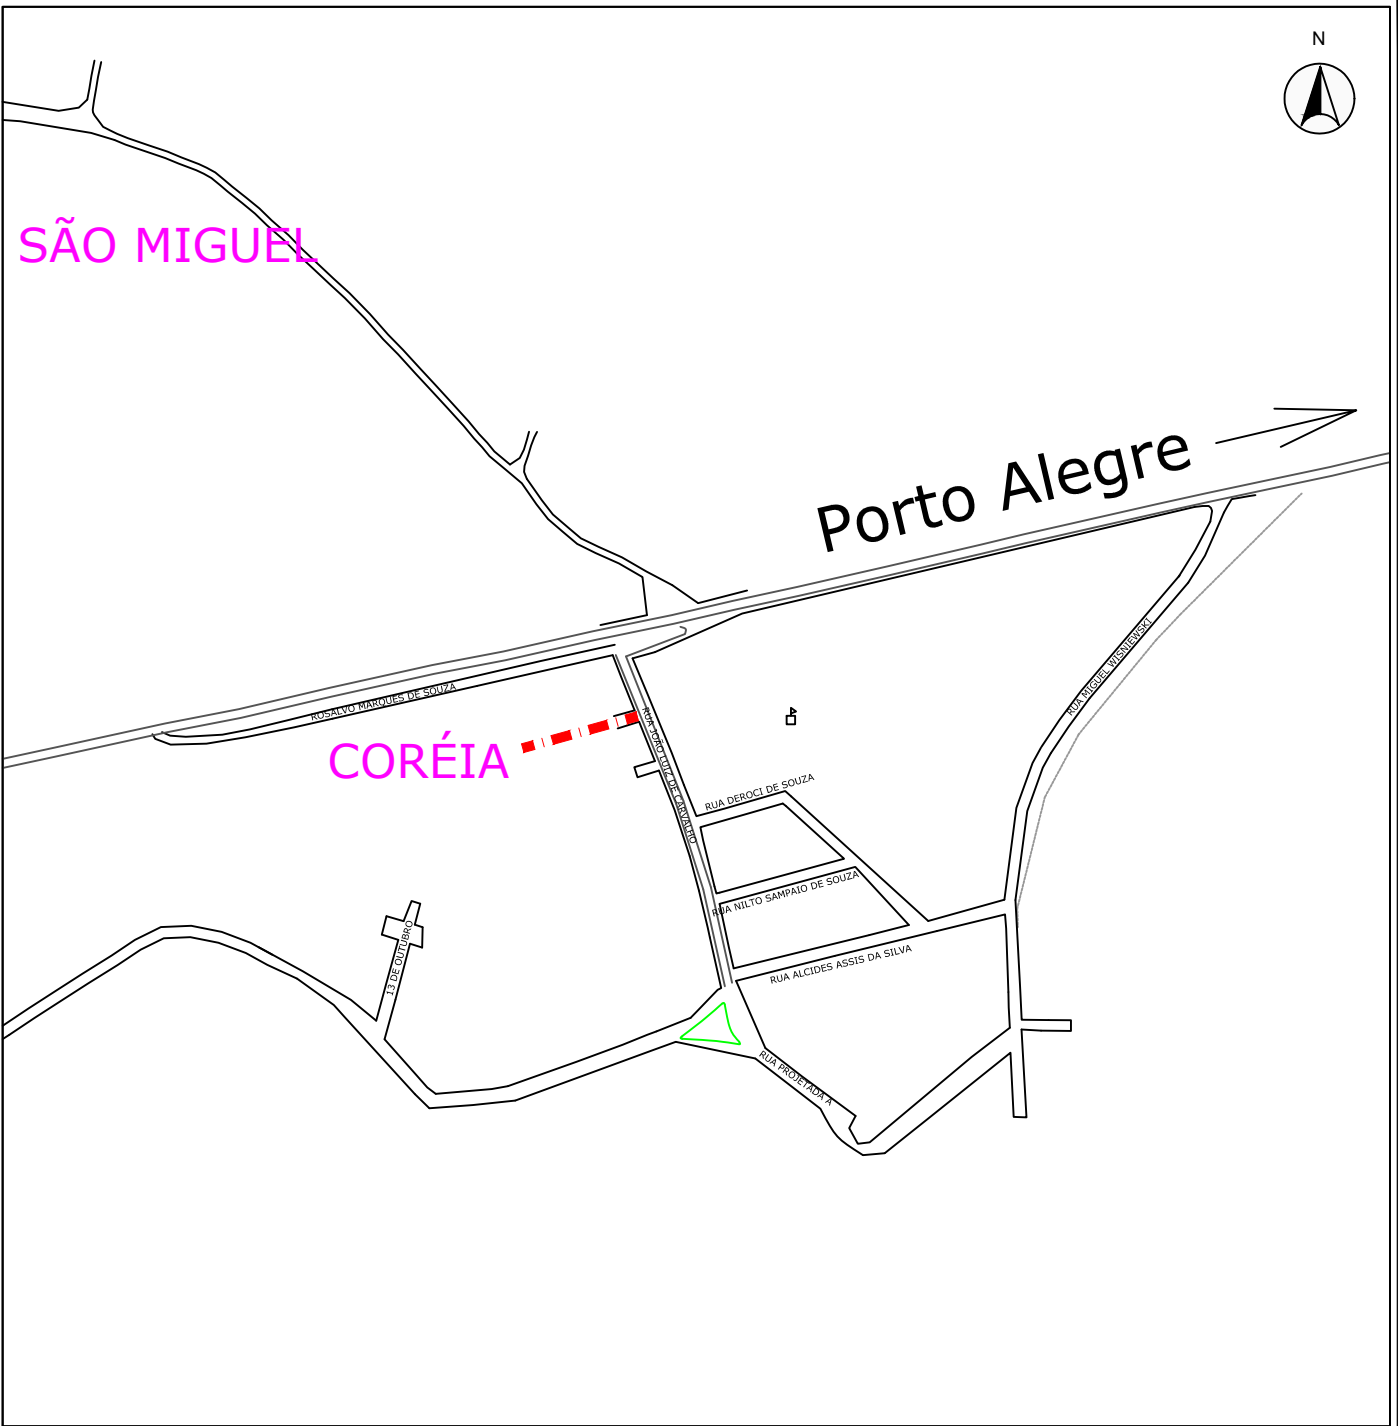 N
SÃO MIGUEL
Porto Alegre
RUA MIGUEL WISNIEWSKI
ROSALVO MARQUES DE SOUZA
CORÉIA
RUA JOÃO LUIZ DE CARVALHO
RUA DEROCI DE SOUZA
RUA NILTO SAMPAIO DE SOUZA
13 DE OUTUBRO
RUA ALCIDES ASSIS DA SILVA
RUA PROJETADA A